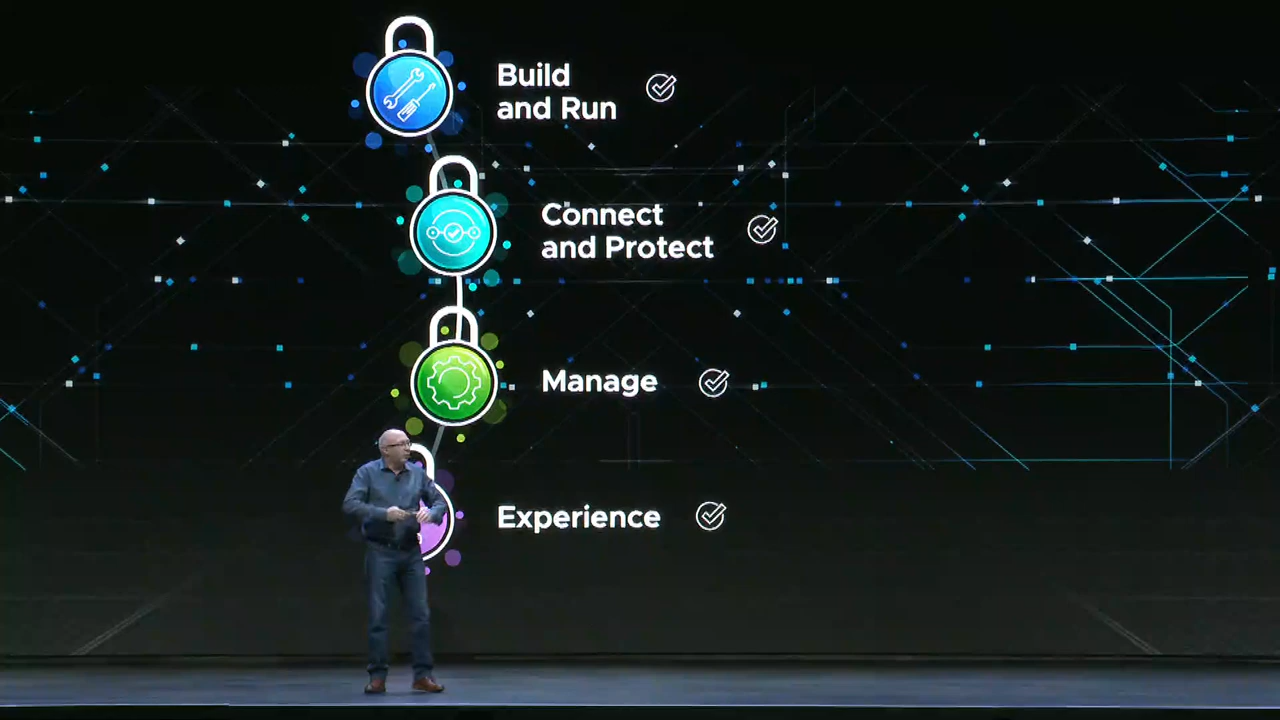 Build
and Run
Connect
and Protect
Manage
Experience